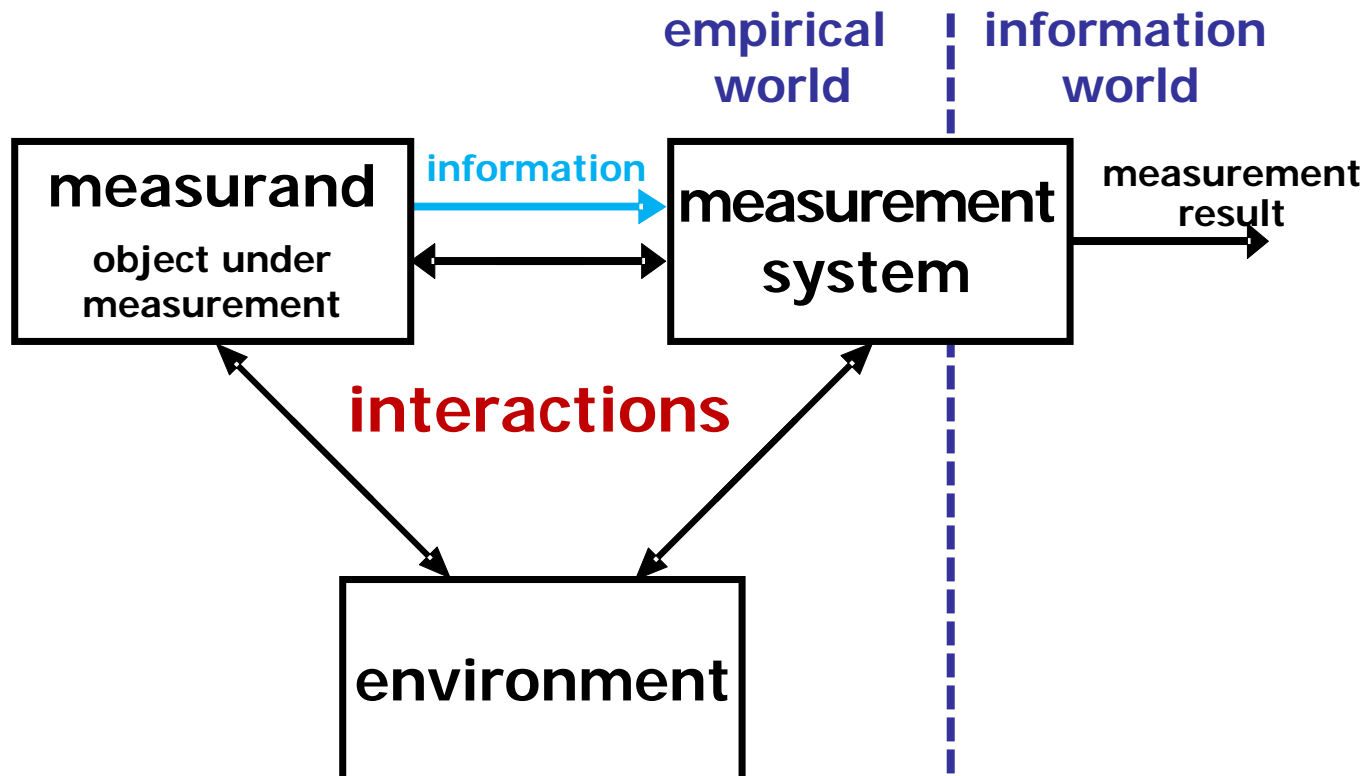 empirical
world
information
world
measurand
object under
measurement
information
measurement
system
measurement
result
interactions
environment